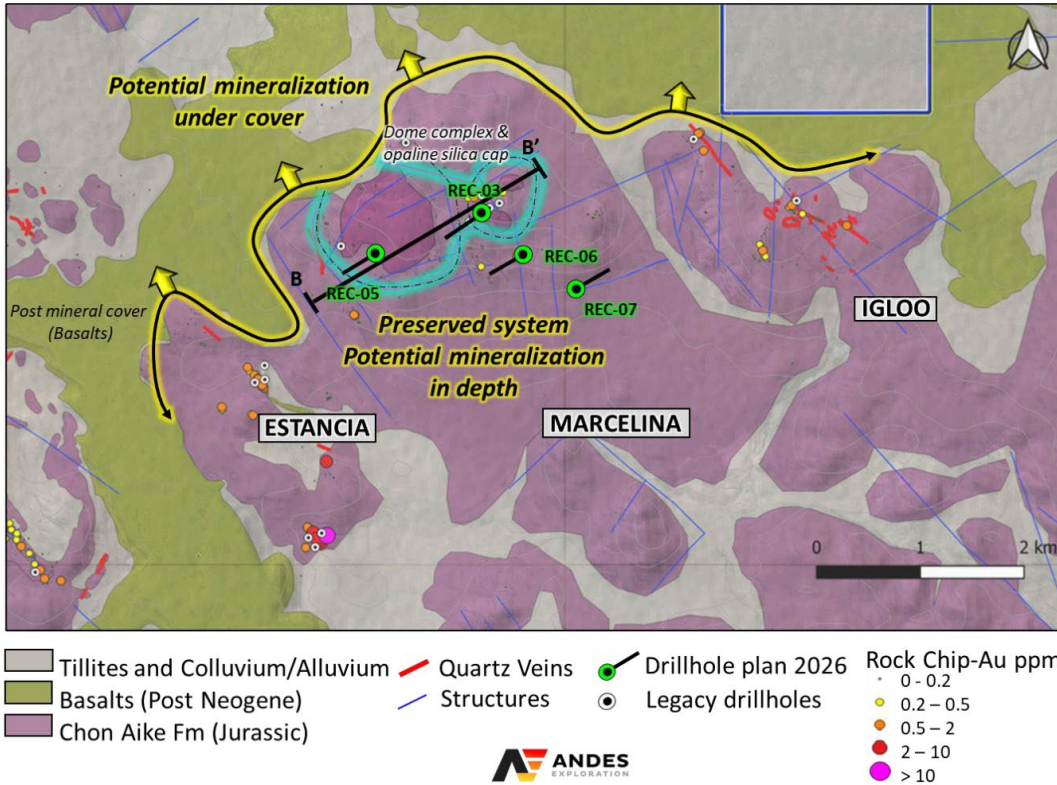 Potential mineralization
under cover
Dome complex &
opaline silica cap
B'
REC-03
REC-06
B
REC-05
REC-07
Post mineral cover
(Basalts)
IGLOO
Preserved system
Potential mineralization
in depth
ESTANCIA
MARCELINA
0 1 2 km
Tillites and Colluvium/Alluvium
Quartz Veins
Drillhole plan 2026
Rock Chip-Au ppm
Basalts (Post Neogene)
Structures
Legacy drillholes
Chon Aike Fm (Jurassic)
0 - 0.2
0.2 – 0.5
0.5 – 2
2 – 10
> 10
ANDES
EXPLORATION